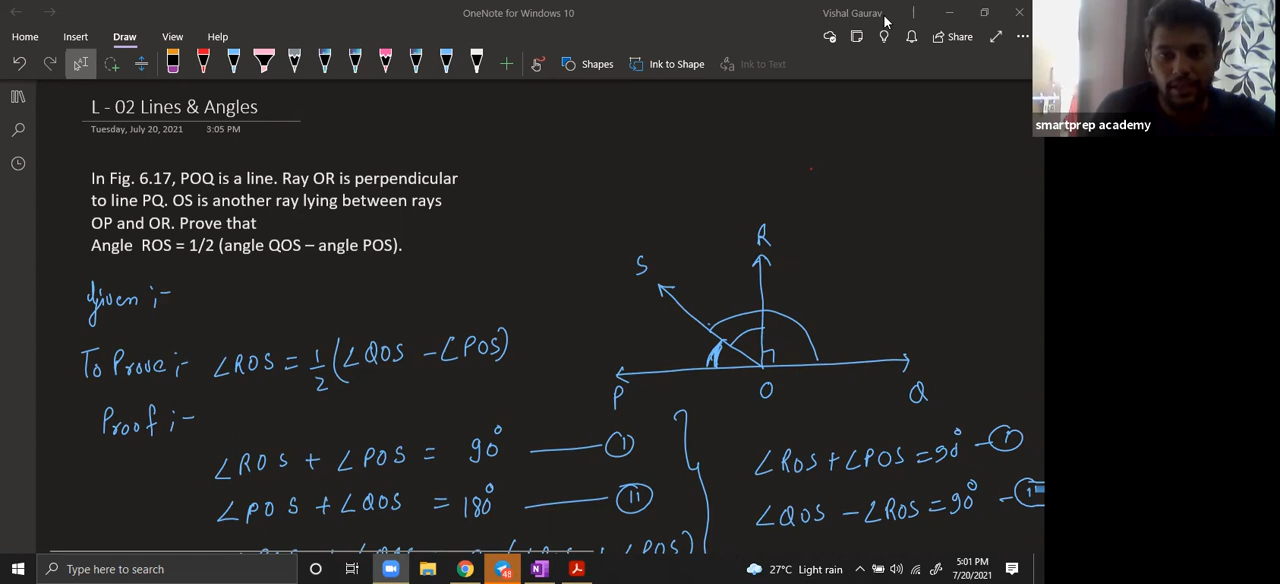 OneNote for Windows 10
Vishal Gaurav
Home Insert Draw View Help
Share
Shapes
Ink to Shape
Ink to Text
smartprep academy
L - 02 Lines & Angles
Tuesday, July 20, 2021 3:05 PM
In Fig. 6.17, POQ is a line. Ray OR is perpendicular
to line PQ. OS is another ray lying between rays
OP and OR. Prove that
Angle ROS = 1/2 (angle QOS – angle POS).
Given :-
To Prove :- ∠ROS = 1/2 (∠QOS - ∠POS)
Proof :-
∠ROS + ∠POS = 90° — I
∠POS + ∠QOS = 180° — II
R
S
P
O
Q
∠ROS + ∠POS = 90° — I
∠QOS - ∠ROS = 90°
Type here to search
48
27°C Light rain
5:01 PM
7/20/2021